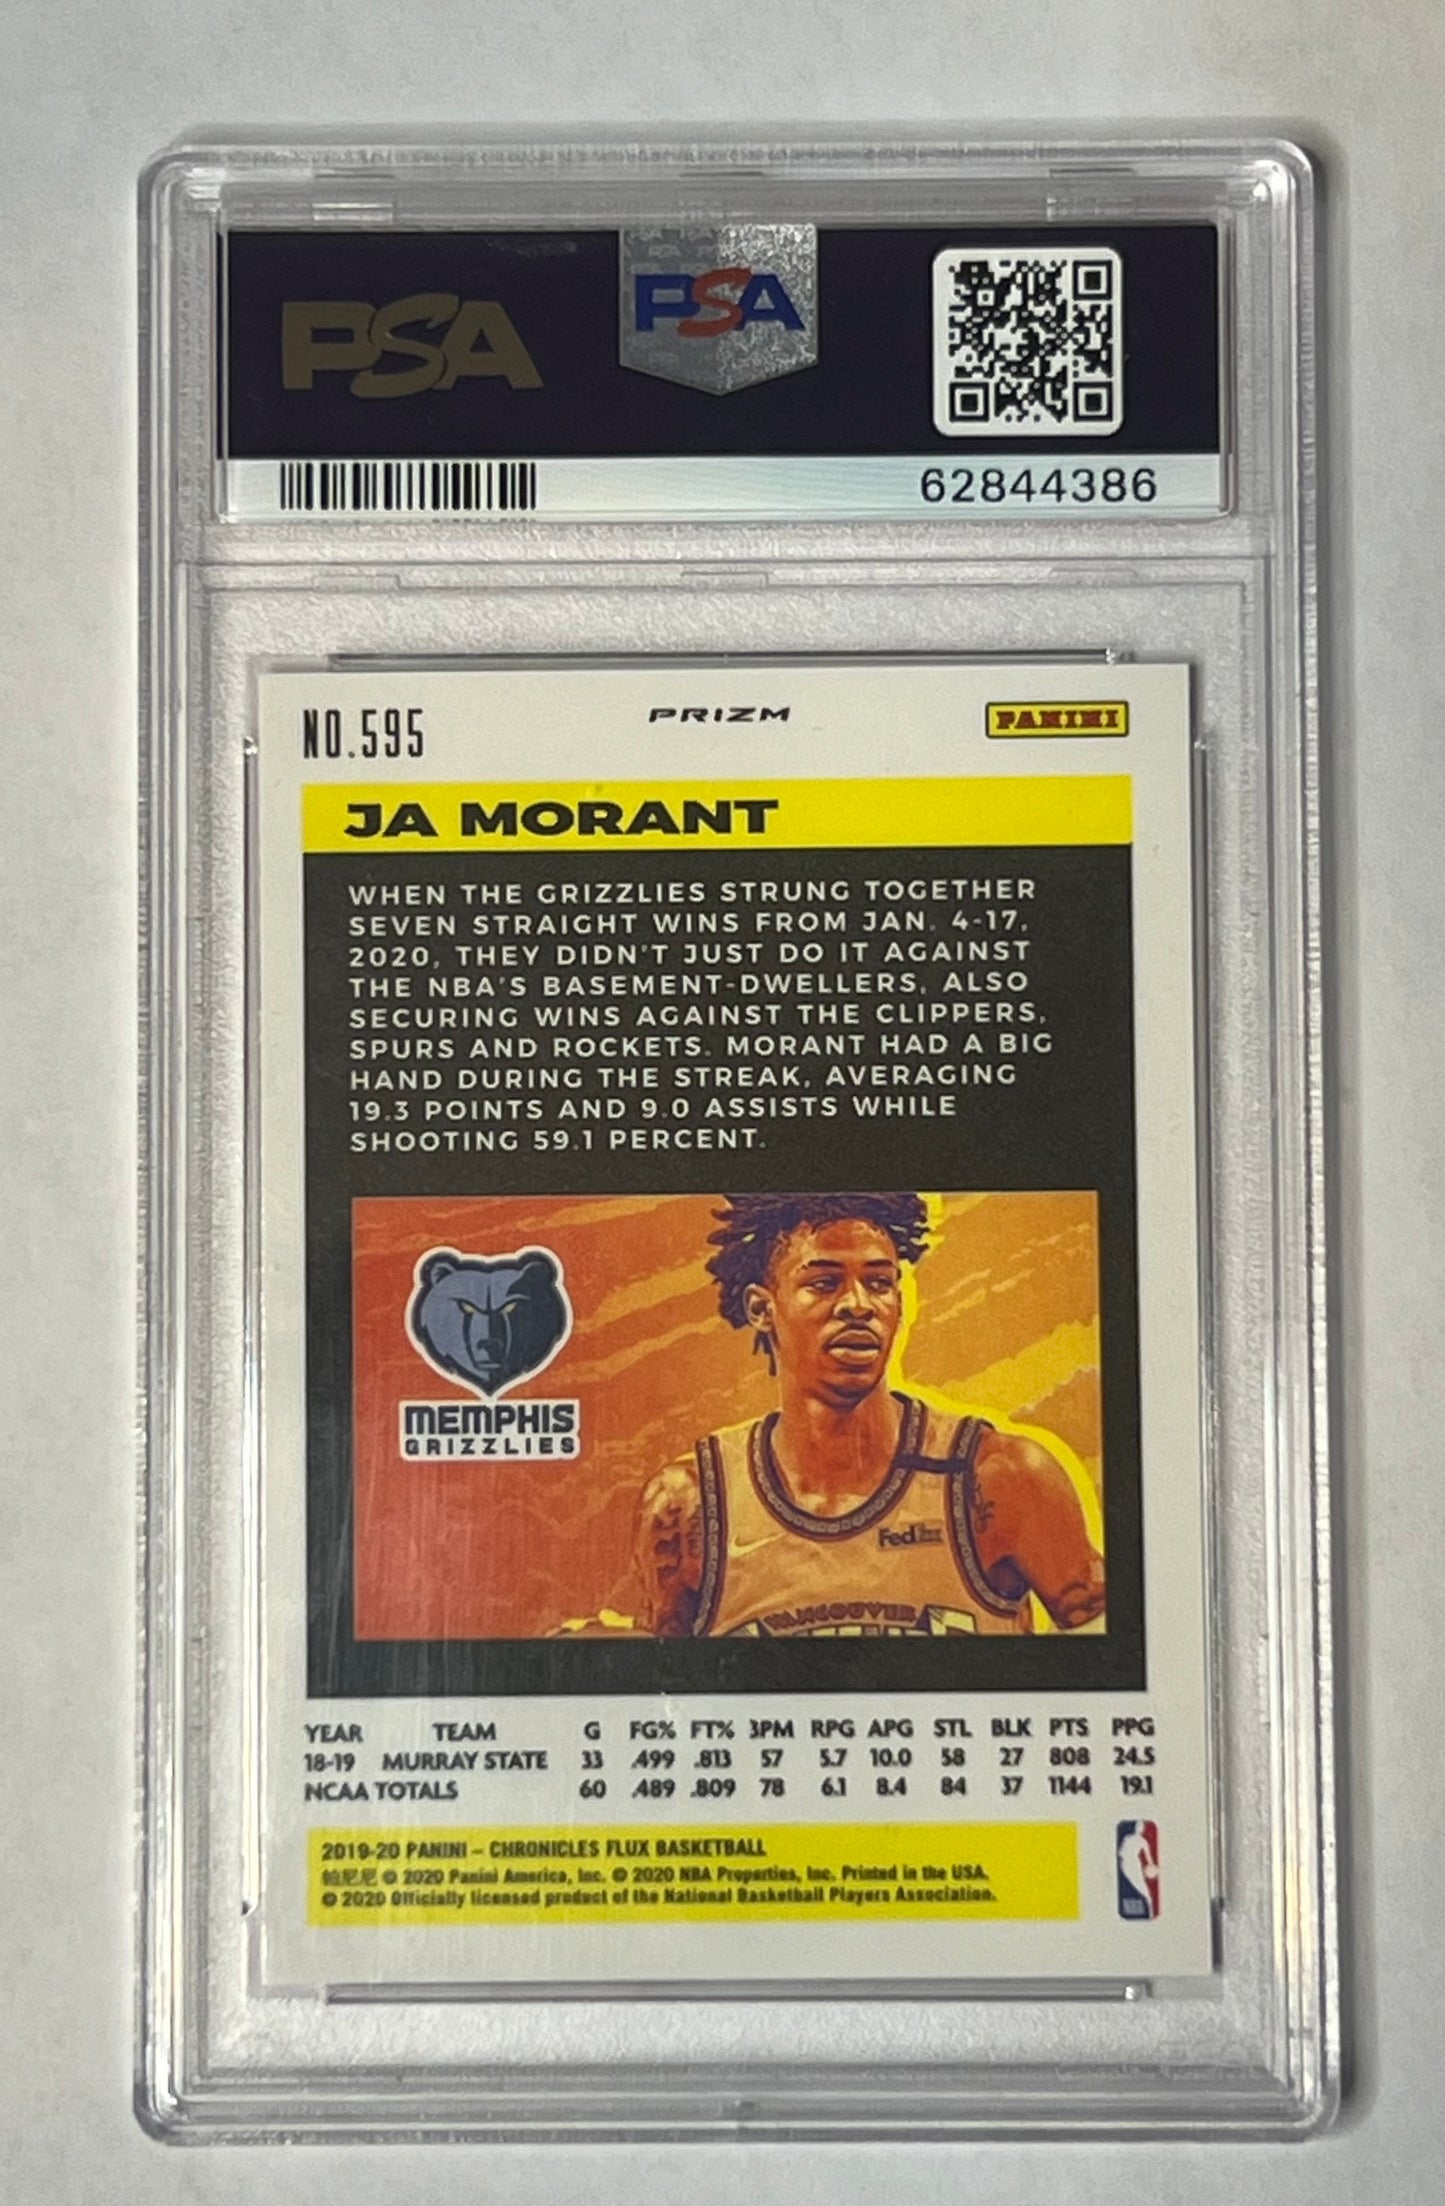 PSA
PSA
62844386
NO.595
PRIZM
PANINI
JA MORANT
WHEN THE GRIZZLIES STRUNG TOGETHER
SEVEN STRAIGHT WINS FROM JAN. 4-17,
2020, THEY DIDN'T JUST DO IT AGAINST
THE NBA'S BASEMENT-DWELLERS, ALSO
SECURING WINS AGAINST THE CLIPPERS,
SPURS AND ROCKETS. MORANT HAD A BIG
HAND DURING THE STREAK, AVERAGING
19.3 POINTS AND 9.0 ASSISTS WHILE
SHOOTING 59.1 PERCENT.
MEMPHIS
GRIZZLIES
FedEx
VANCOUVER
YEAR TEAM G FG% FT% 3PM RPG APG STL BLK PTS PPG
18-19 MURRAY STATE 33 .499 .813 57 5.7 10.0 58 27 808 24.5
NCAA TOTALS 60 .489 .809 78 6.1 8.4 84 37 1144 19.1
2019-20 PANINI – CHRONICLES FLUX BASKETBALL
帕尼尼 © 2020 Panini America, Inc. © 2020 NBA Properties, Inc. Printed in the USA.
© 2020 Officially licensed product of the National Basketball Players Association.
NBA